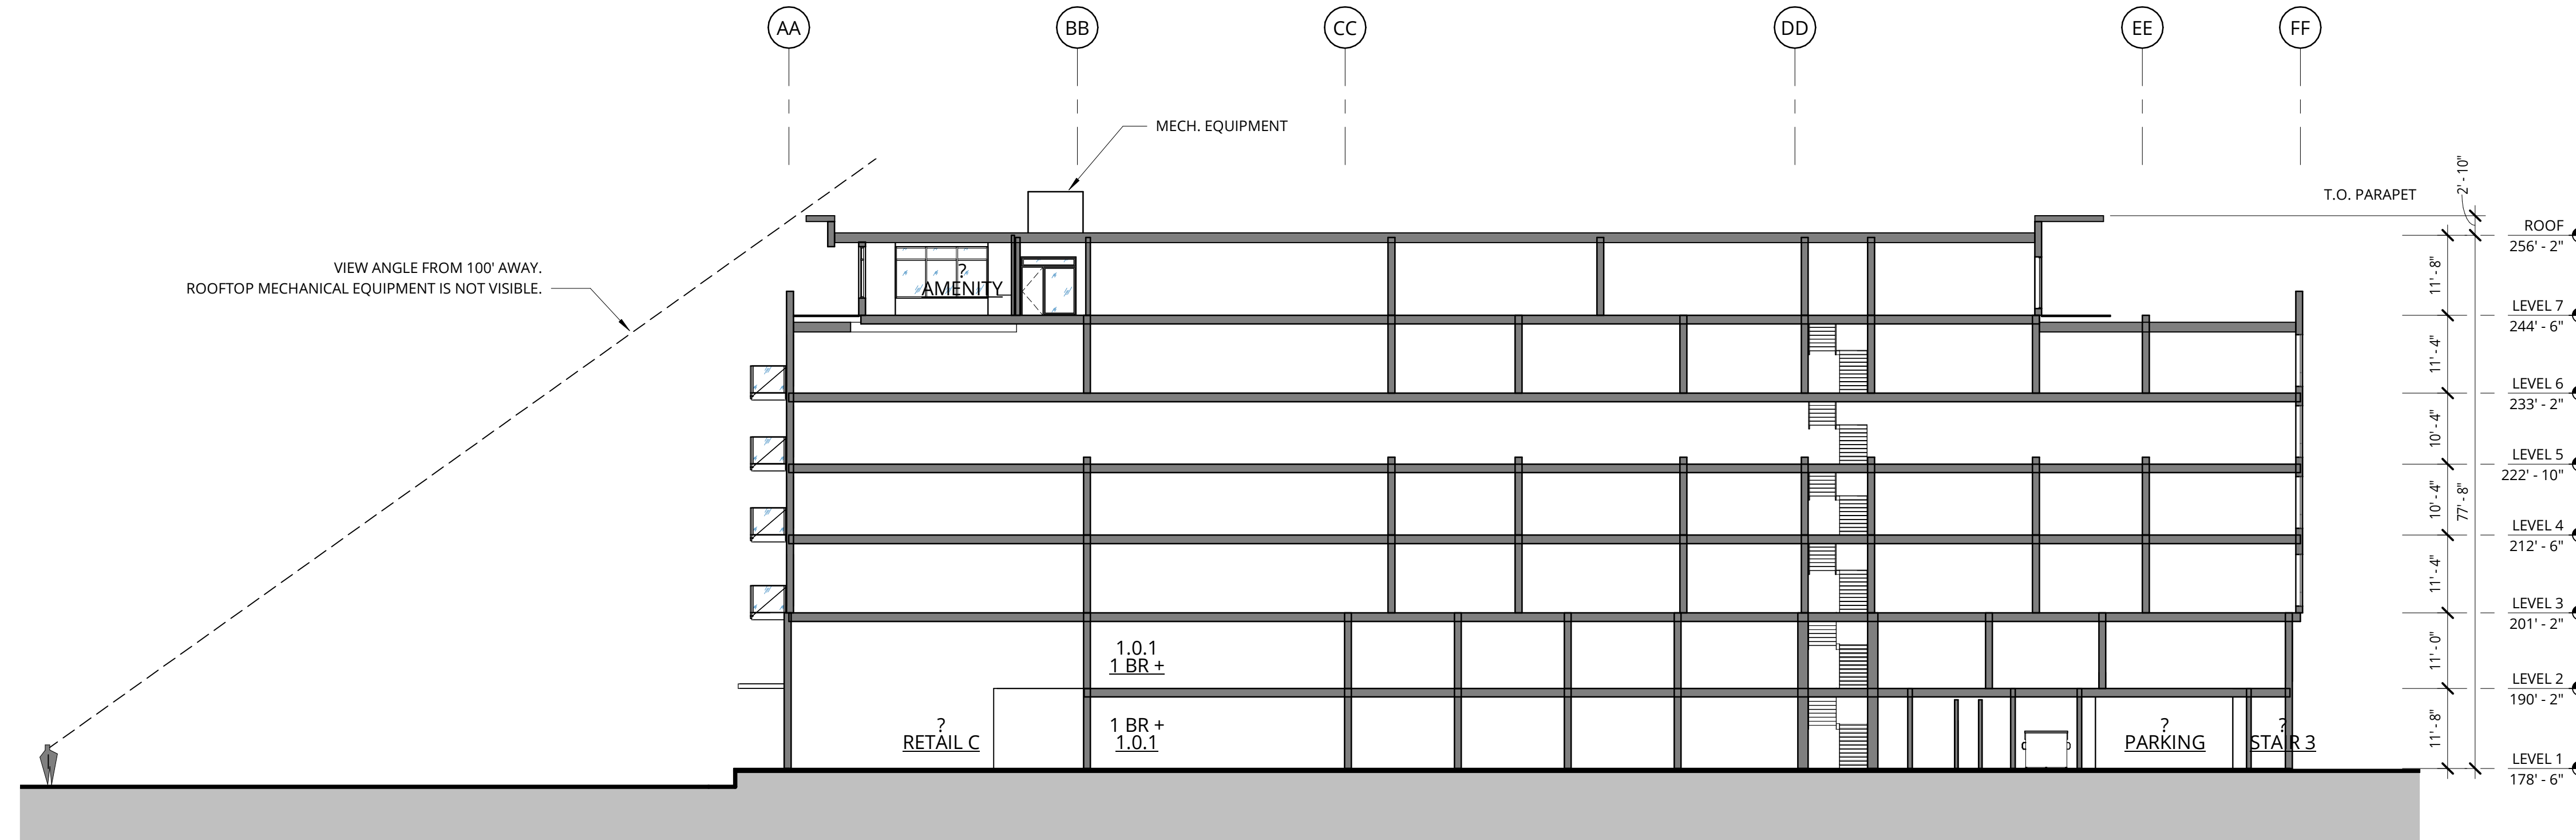 AA
BB
CC
DD
EE
FF
MECH. EQUIPMENT
VIEW ANGLE FROM 100' AWAY.
ROOFTOP MECHANICAL EQUIPMENT IS NOT VISIBLE.
T.O. PARAPET
2' - 10"
ROOF
256' - 2"
11' - 8"
?
AMENITY
LEVEL 7
244' - 6"
11' - 4"
LEVEL 6
233' - 2"
10' - 4"
LEVEL 5
222' - 10"
10' - 4"
77' - 8"
LEVEL 4
212' - 6"
11' - 4"
LEVEL 3
201' - 2"
1.0.1
1 BR +
11' - 0"
LEVEL 2
190' - 2"
?
RETAIL C
1 BR +
1.0.1
?
PARKING
?
STAIR 3
11' - 8"
LEVEL 1
178' - 6"